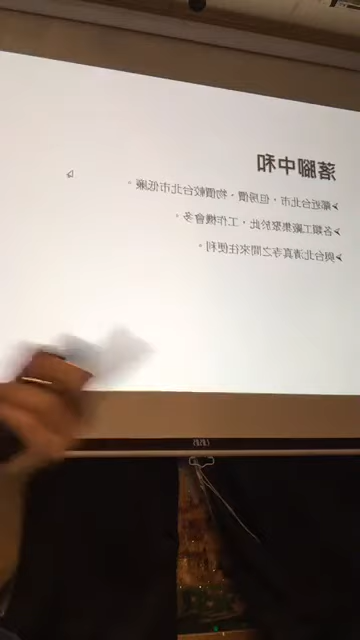 落腳中和
➤鄰近台北市，但房價、物價較台北市低廉。
➤各類工廠集聚於此，工作機會多。
➤與台北清真寺之間來往便利。